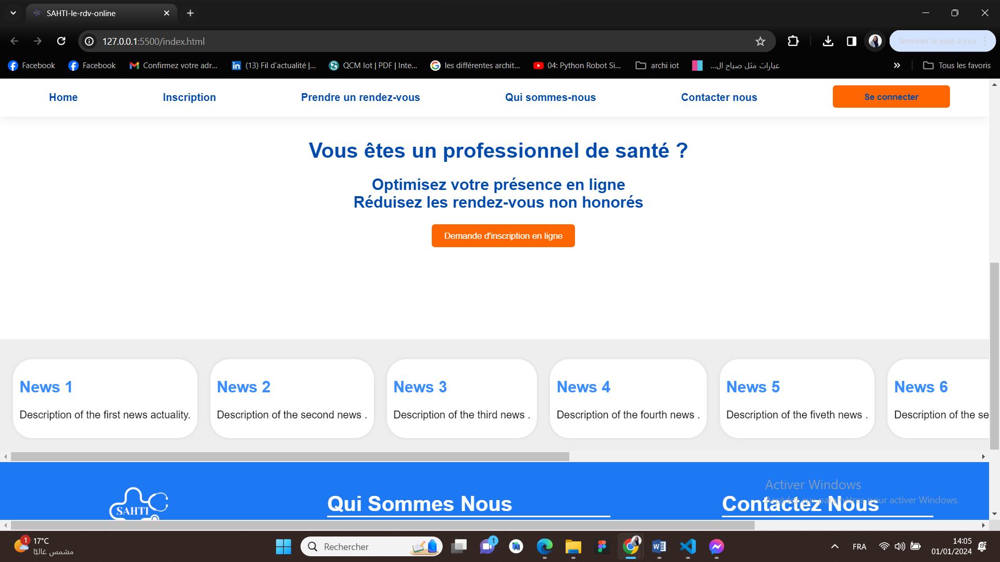 SAHTI-le-rdv-online
127.0.0.1:5500/index.html
Terminer la mise à jour
Facebook
Facebook
Confirmez votre adr...
(13) Fil d'actualité |...
QCM Iot | PDF | Inte...
les différentes archit...
04: Python Robot Si...
archi iot
عبارات مثل صباح ال...
Tous les favoris
Home
Inscription
Prendre un rendez-vous
Qui sommes-nous
Contacter nous
Se connecter
Vous êtes un professionnel de santé ?
Optimisez votre présence en ligne
Réduisez les rendez-vous non honorés
Demande d'inscription en ligne
News 1
Description of the first news actuality.
News 2
Description of the second news .
News 3
Description of the third news .
News 4
Description of the fourth news .
News 5
Description of the fiveth news .
News 6
Description of the se
SAHTI
Qui Sommes Nous
Contactez Nous
Activer Windows
Accédez aux paramètres pour activer Windows.
1
17°C
مشمس غالبًا
Rechercher
1
FRA
14:05
01/01/2024